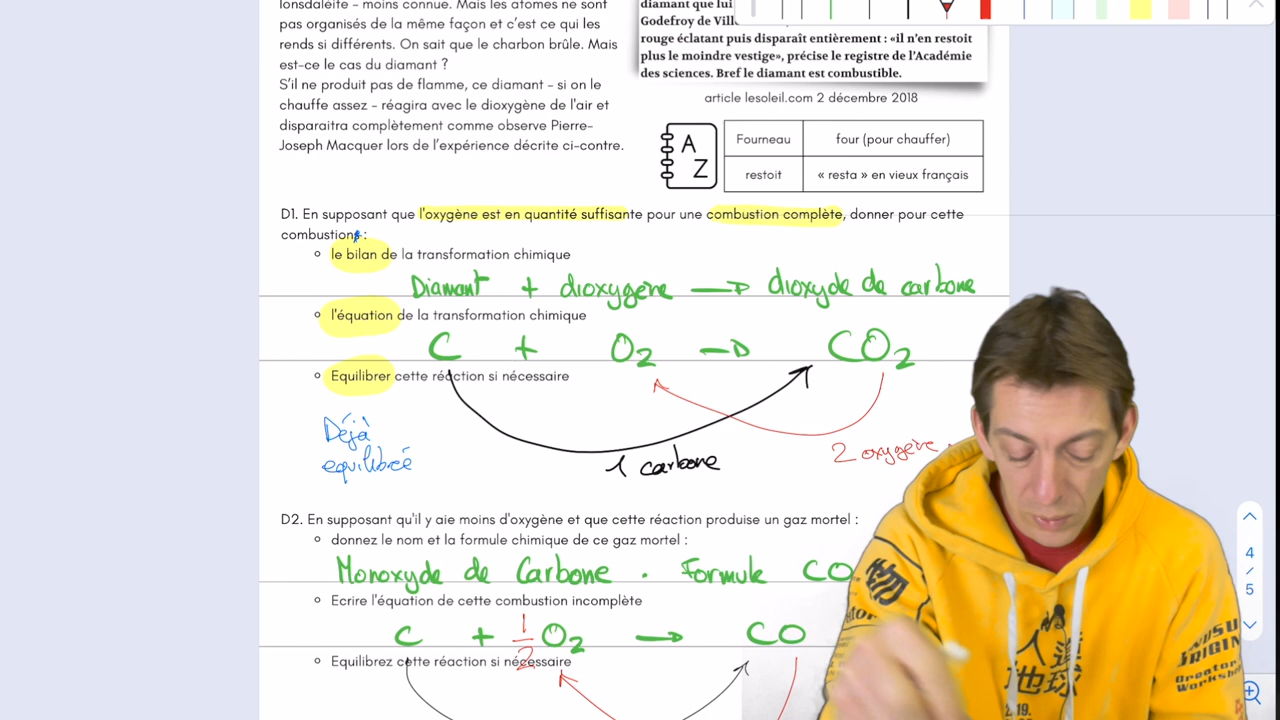 lonsdaléite - moins connue. Mais les atomes ne sont
pas organisés de la même façon et c'est ce qui les
rends si différents. On sait que le charbon brûle. Mais
est-ce le cas du diamant ?
S'il ne produit pas de flamme, ce diamant - si on le
chauffe assez - réagira avec le dioxygène de l'air et
disparaitra complètement comme observe Pierre-
Joseph Macquer lors de l'expérience décrite ci-contre.
diamant que lui
Godefroy de
rouge éclatant puis disparaît entièrement : «il n'en restoit
plus le moindre vestige», précise le registre de l'Académie
des sciences. Bref le diamant est combustible.
article lesoleil.com 2 décembre 2018
A
Z
Fourneau four (pour chauffer)
restoit « resta » en vieux français
D1. En supposant que l'oxygène est en quantité suffisante pour une combustion complète, donner pour cette
combustion :
le bilan de la transformation chimique
Diamant + dioxygène → dioxyde de carbone
l'équation de la transformation chimique
C + O2 → CO2
Equilibrer cette réaction si nécessaire
Déjà
equilibrée
1 carbone
2 oxygène
D2. En supposant qu'il y aie moins d'oxygène et que cette réaction produise un gaz mortel :
donnez le nom et la formule chimique de ce gaz mortel :
Monoxyde de Carbone . Formule CO
Ecrire l'équation de cette combustion incomplète
C + 1/2 O2 → CO
Equilibrez cette réaction si nécessaire
4
/
5
物
人造
地球
2019.
ORIGIN
Creator
Workshop